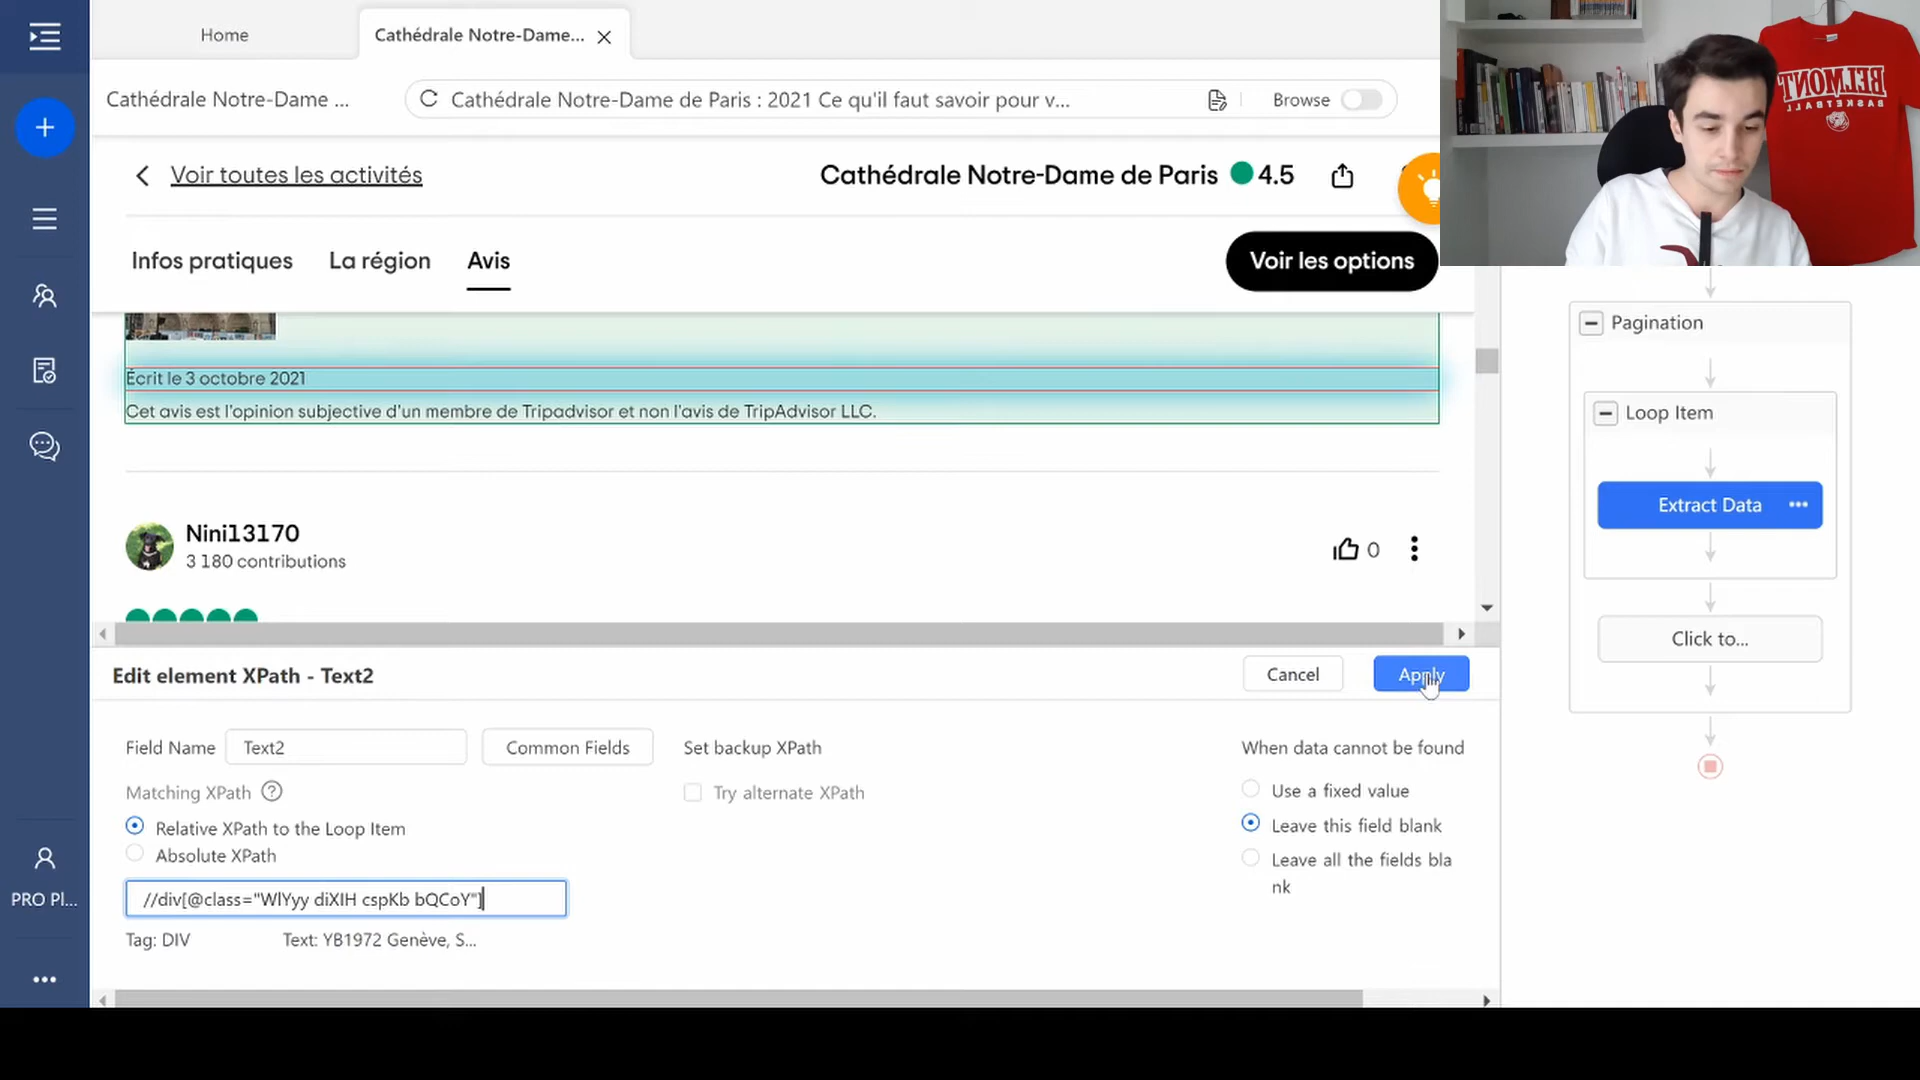 Home
Cathédrale Notre-Dame...
Cathédrale Notre-Dame ...
Cathédrale Notre-Dame de Paris : 2021 Ce qu'il faut savoir pour v...
Browse
BELMONT
BASKETBALL
Voir toutes les activités
Cathédrale Notre-Dame de Paris 4.5
Infos pratiques
La région
Avis
Voir les options
Écrit le 3 octobre 2021
Cet avis est l'opinion subjective d'un membre de Tripadvisor et non l'avis de TripAdvisor LLC.
Nini13170
3 180 contributions
0
Pagination
Loop Item
Extract Data
Click to...
Edit element XPath - Text2
Cancel
Apply
Field Name
Text2
Common Fields
Set backup XPath
When data cannot be found
Matching XPath
Try alternate XPath
Use a fixed value
Relative XPath to the Loop Item
Leave this field blank
Absolute XPath
Leave all the fields bla
nk
//div[@class="WlYyy diXIH cspKb bQCoY"]
Tag: DIV
Text: YB1972 Genève, S...
PRO Pl...